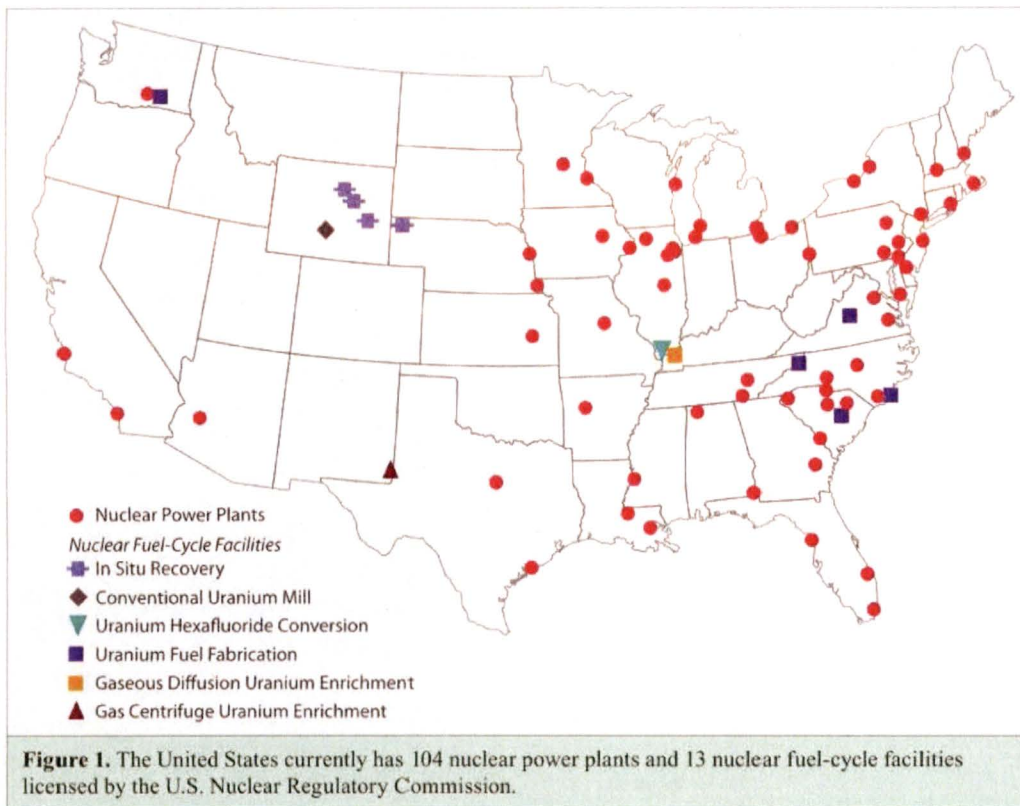 Nuclear Power Plants
Nuclear Fuel-Cycle Facilities
In Situ Recovery
Conventional Uranium Mill
Uranium Hexafluoride Conversion
Uranium Fuel Fabrication
Gaseous Diffusion Uranium Enrichment
Gas Centrifuge Uranium Enrichment
Figure 1. The United States currently has 104 nuclear power plants and 13 nuclear fuel-cycle facilities
licensed by the U.S. Nuclear Regulatory Commission.